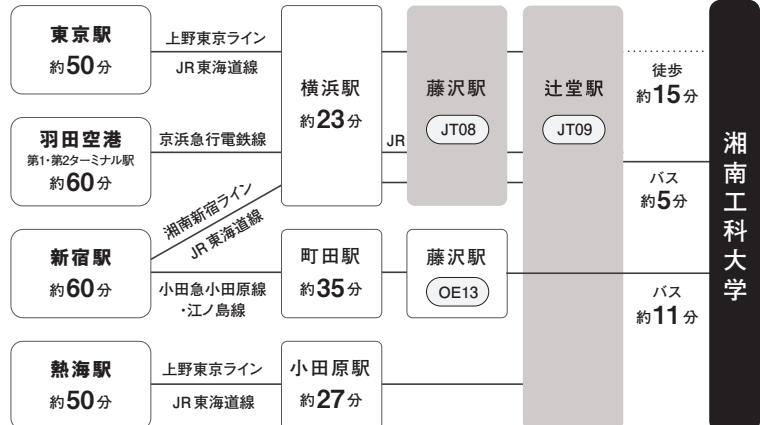 東京駅
約50分
上野東京ライン
JR東海道線
横浜駅
約23分
藤沢駅
JT08
辻堂駅
JT09
徒歩
約15分
羽田空港
第1・第2ターミナル駅
約60分
京浜急行電鉄線
JR
バス
約5分
湘南新宿ライン
JR東海道線
新宿駅
約60分
小田急小田原線
・江ノ島線
町田駅
約35分
藤沢駅
OE13
バス
約11分
熱海駅
約50分
上野東京ライン
JR東海道線
小田原駅
約27分
湘南工科大学